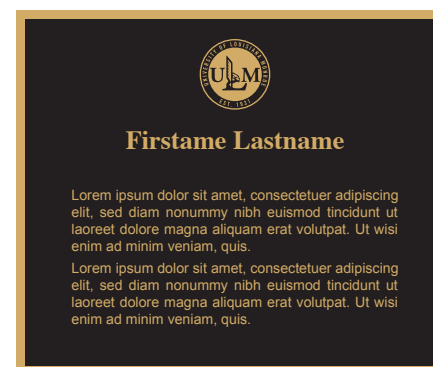 UNIVERSITY OF LOUISIANA MONROE
ULM
EST. 1931
Firstame Lastname
Lorem ipsum dolor sit amet, consectetuer adipiscing
elit, sed diam nonummy nibh euismod tincidunt ut
laoreet dolore magna aliquam erat volutpat. Ut wisi
enim ad minim veniam, quis.
Lorem ipsum dolor sit amet, consectetuer adipiscing
elit, sed diam nonummy nibh euismod tincidunt ut
laoreet dolore magna aliquam erat volutpat. Ut wisi
enim ad minim veniam, quis.